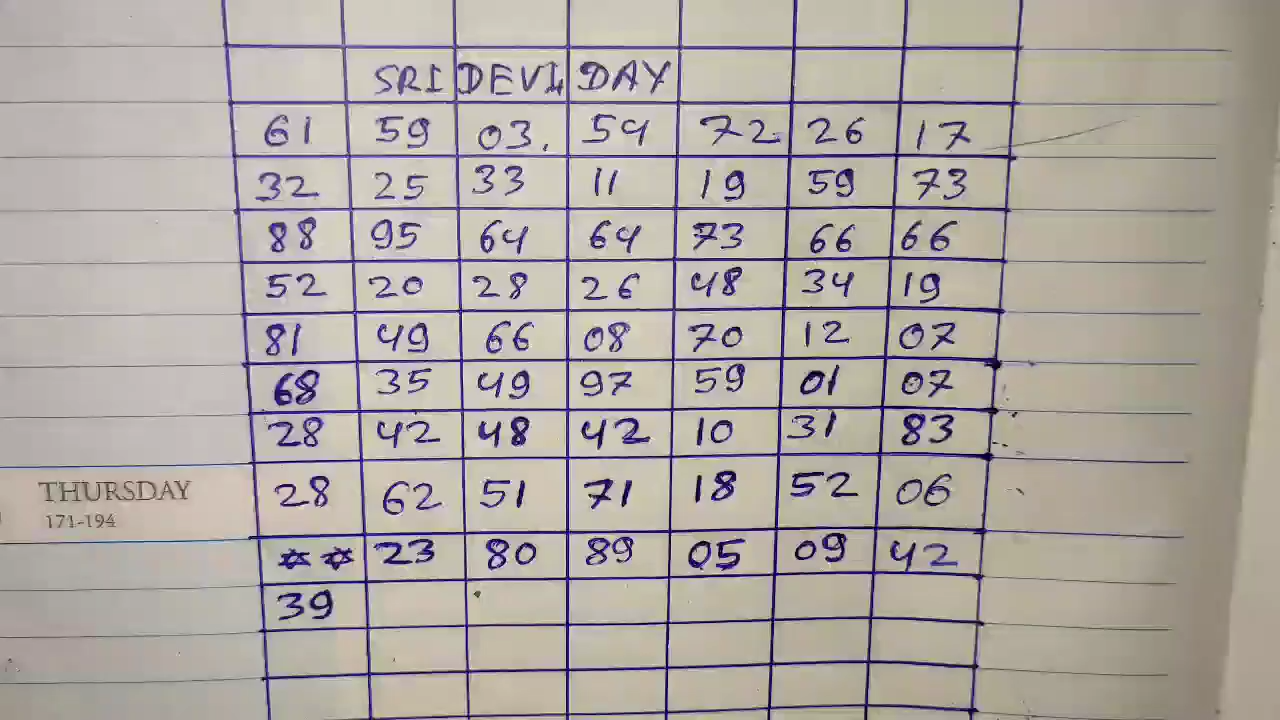 SRI DEVI DAY
61 59 03. 54 72 26 17
32 25 33 11 19 59 73
88 95 64 64 73 66 66
52 20 28 26 48 34 19
81 49 66 08 70 12 07
68 35 49 97 59 01 07
28 42 48 42 10 31 83
THURSDAY
171-194
28 62 51 71 18 52 06
** 23 80 89 05 09 42
39